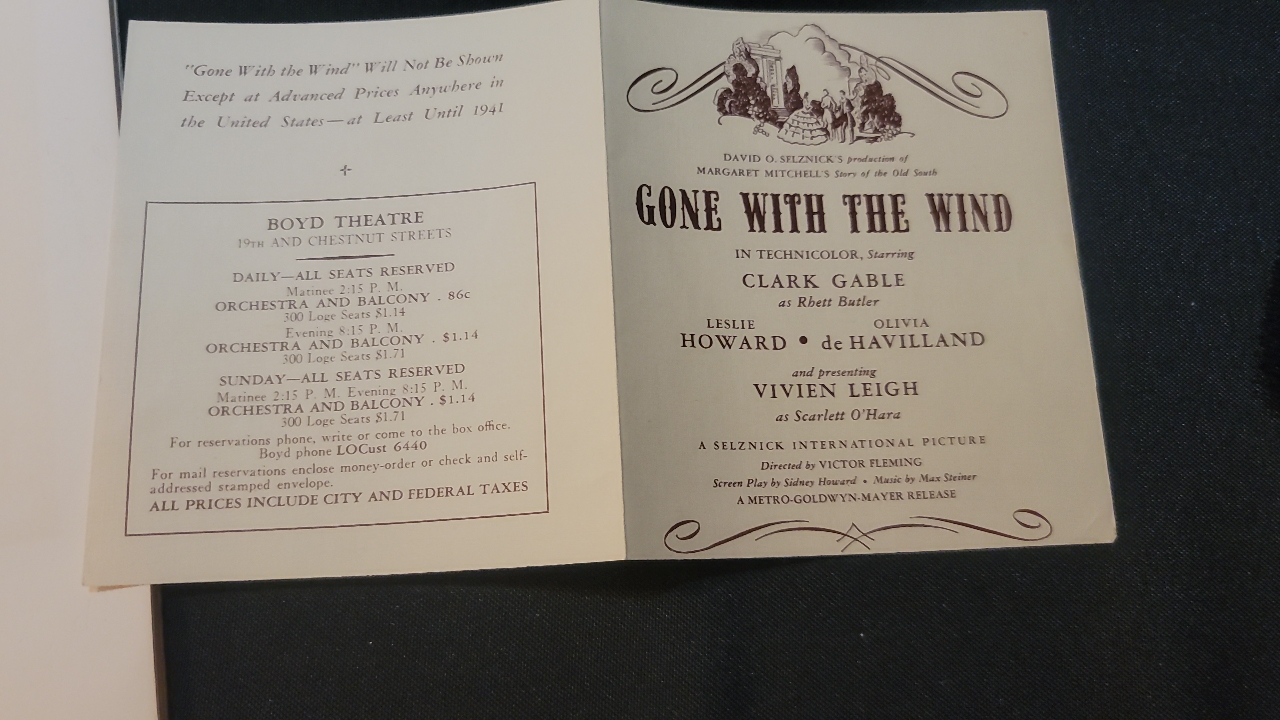 "Gone With the Wind" Will Not Be Shown
Except at Advanced Prices Anywhere in
the United States—at Least Until 1941
BOYD THEATRE
19TH AND CHESTNUT STREETS
DAILY—ALL SEATS RESERVED
Matinee 2:15 P. M.
ORCHESTRA AND BALCONY . 86c
300 Loge Seats $1.14
Evening 8:15 P. M.
ORCHESTRA AND BALCONY . $1.14
300 Loge Seats $1.71
SUNDAY—ALL SEATS RESERVED
Matinee 2:15 P. M. Evening 8:15 P. M.
ORCHESTRA AND BALCONY . $1.14
300 Loge Seats $1.71
For reservations phone, write or come to the box office.
Boyd phone LOCust 6440
For mail reservations enclose money-order or check and self-
addressed stamped envelope.
ALL PRICES INCLUDE CITY AND FEDERAL TAXES
DAVID O. SELZNICK'S production of
MARGARET MITCHELL'S Story of the Old South
GONE WITH THE WIND
IN TECHNICOLOR, Starring
CLARK GABLE
as Rhett Butler
LESLIE OLIVIA
HOWARD • de HAVILLAND
and presenting
VIVIEN LEIGH
as Scarlett O'Hara
A SELZNICK INTERNATIONAL PICTURE
Directed by VICTOR FLEMING
Screen Play by Sidney Howard • Music by Max Steiner
A METRO-GOLDWYN-MAYER RELEASE